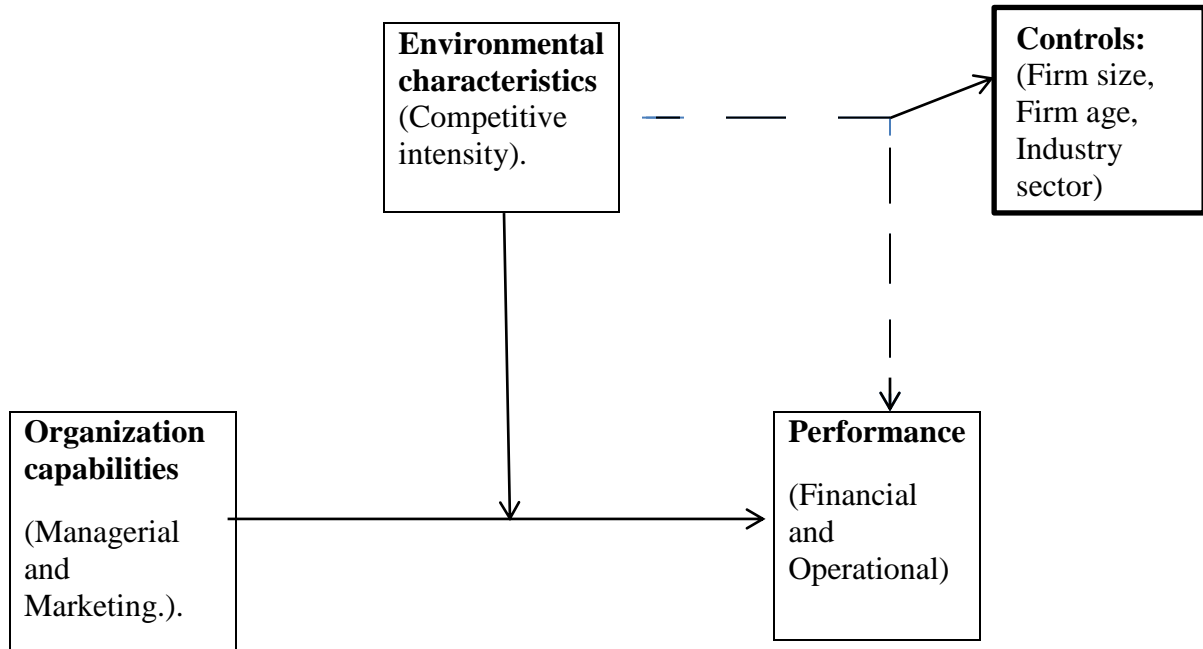 Environmental
characteristics
(Competitive
intensity).
Controls:
(Firm size,
Firm age,
Industry
sector)
Organization
capabilities
(Managerial
and
Marketing.).
Performance
(Financial
and
Operational)